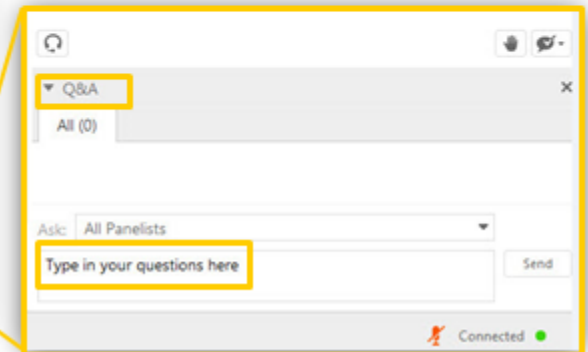 Q&A
All (0)
Ask: All Panelists
Type in your questions here
Send
Connected